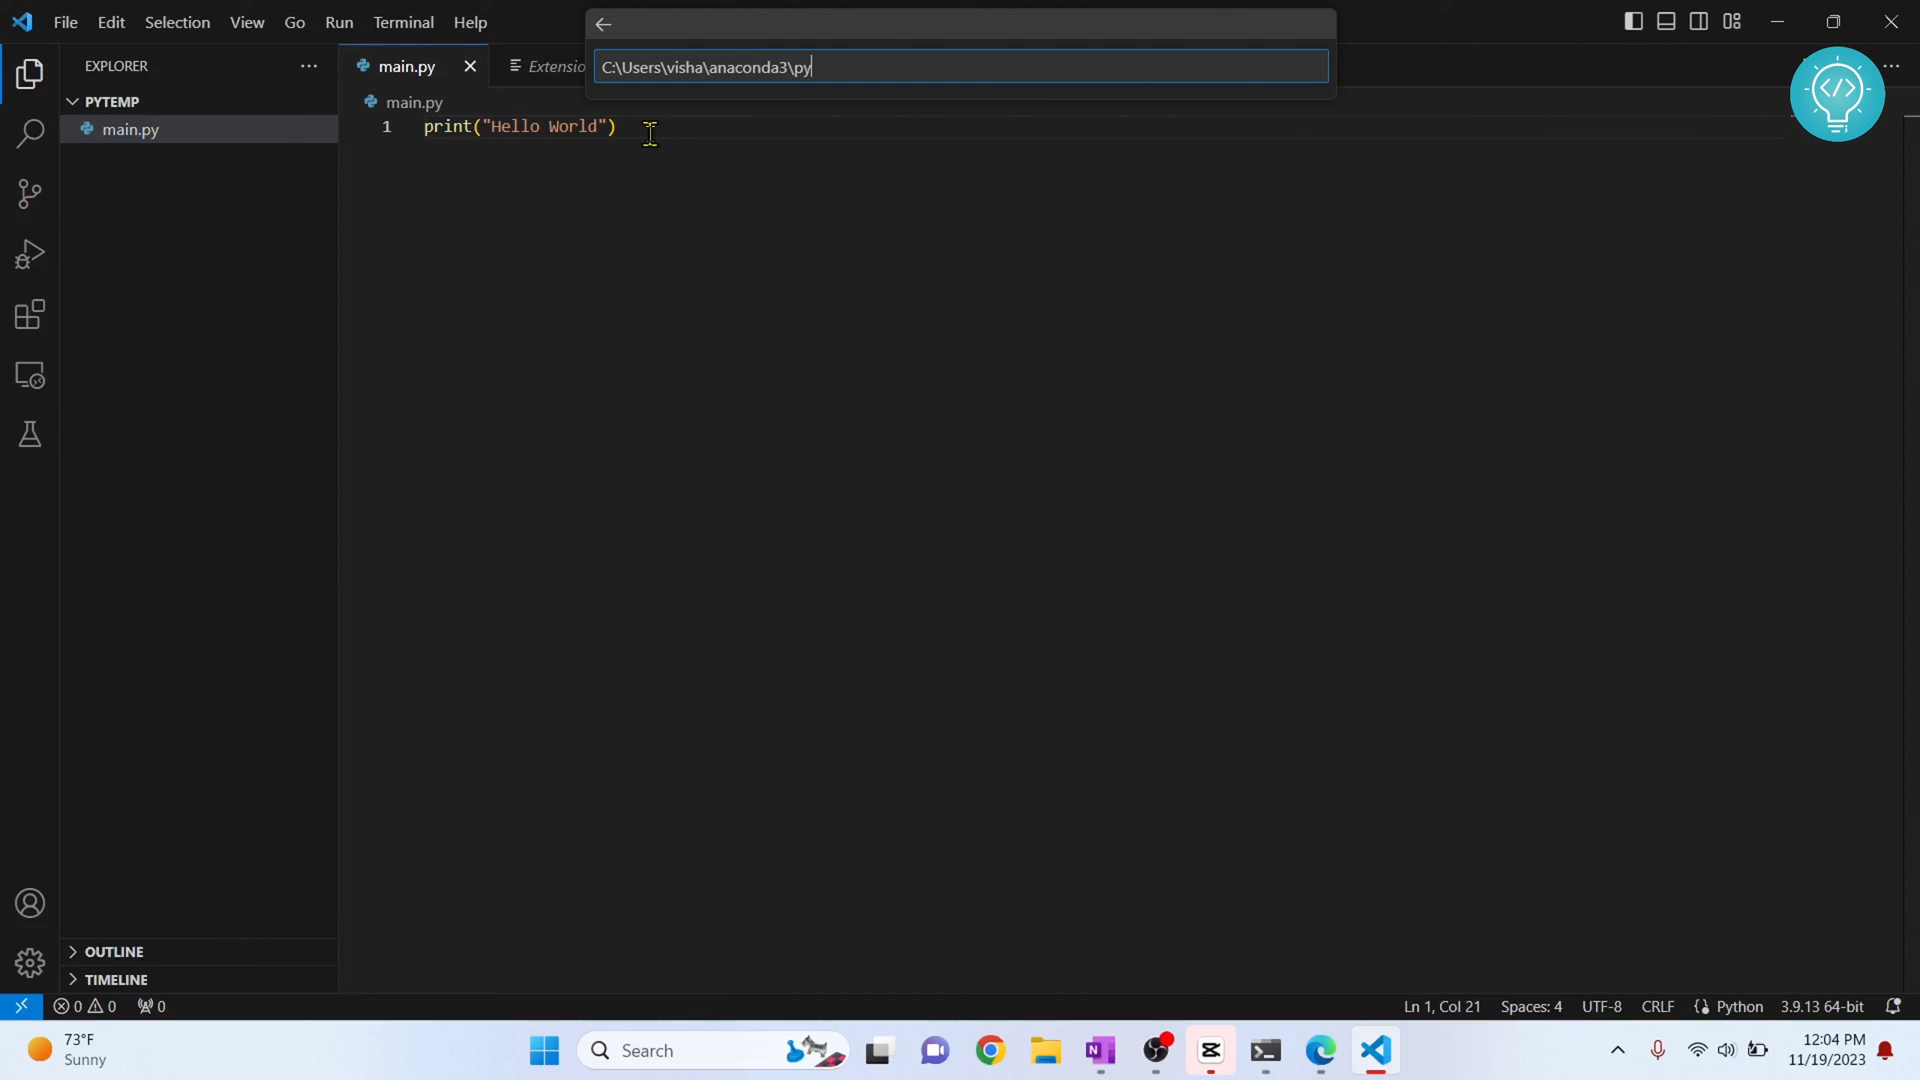 File Edit Selection View Go Run Terminal Help
C:\Users\visha\anaconda3\py
EXPLORER
main.py
Extensio
PYTEMP
main.py
main.py
1 print("Hello World")
OUTLINE
TIMELINE
0 0 0
Ln 1, Col 21 Spaces: 4 UTF-8 CRLF {} Python 3.9.13 64-bit
73°F
Sunny
Search
12:04 PM
11/19/2023